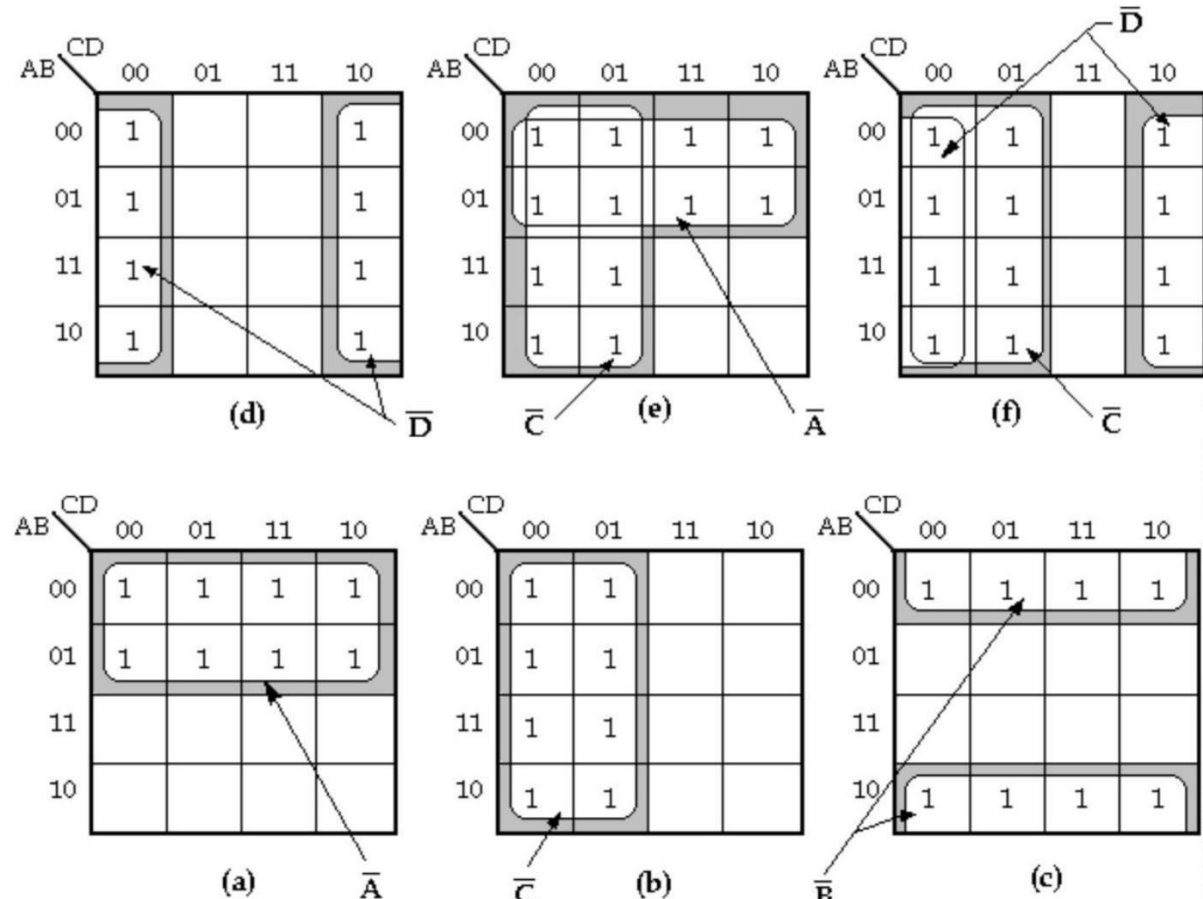 D̅
CD CD CD
AB 00 01 11 10 AB 00 01 11 10 AB 00 01 11 10
00 1 1 00 1 1 1 1 00 1 1 1
01 1 1 01 1 1 1 1 01 1 1 1
11 1 1 11 1 1 11 1 1 1
10 1 1 10 1 1 10 1 1 1
(d) D̅ C̅ (e) A̅ (f) C̅
CD CD CD
AB 00 01 11 10 AB 00 01 11 10 AB 00 01 11 10
00 1 1 1 1 00 1 1 00 1 1 1 1
01 1 1 1 1 01 1 1 01
11 11 1 1 11
10 10 1 1 10 1 1 1 1
(a) A̅ C̅ (b) B̅ (c)